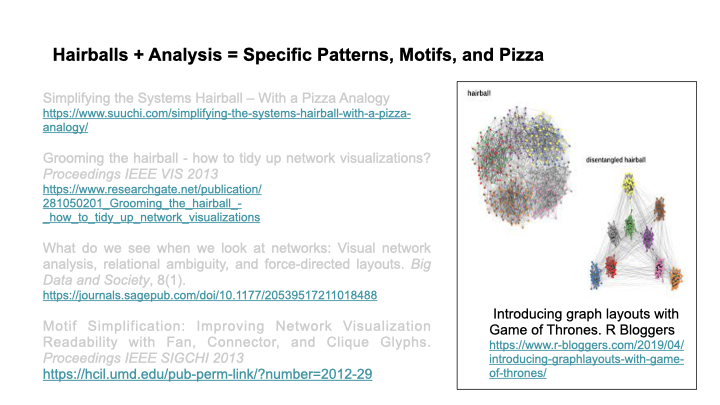 Hairballs + Analysis = Specific Patterns, Motifs, and Pizza
Simplifying the Systems Hairball – With a Pizza Analogy
https://www.suuchi.com/simplifying-the-systems-hairball-with-a-pizza-
analogy/
Grooming the hairball - how to tidy up network visualizations?
Proceedings IEEE VIS 2013
https://www.researchgate.net/publication/
281050201_Grooming_the_hairball_-
_how_to_tidy_up_network_visualizations
What do we see when we look at networks: Visual network
analysis, relational ambiguity, and force-directed layouts. Big
Data and Society, 8(1).
https://journals.sagepub.com/doi/10.1177/20539517211018488
Motif Simplification: Improving Network Visualization
Readability with Fan, Connector, and Clique Glyphs.
Proceedings IEEE SIGCHI 2013
https://hcil.umd.edu/pub-perm-link/?number=2012-29
hairball
disentangled hairball
Introducing graph layouts with
Game of Thrones. R Bloggers
https://www.r-bloggers.com/2019/04/
introducing-graphlayouts-with-game-
of-thrones/